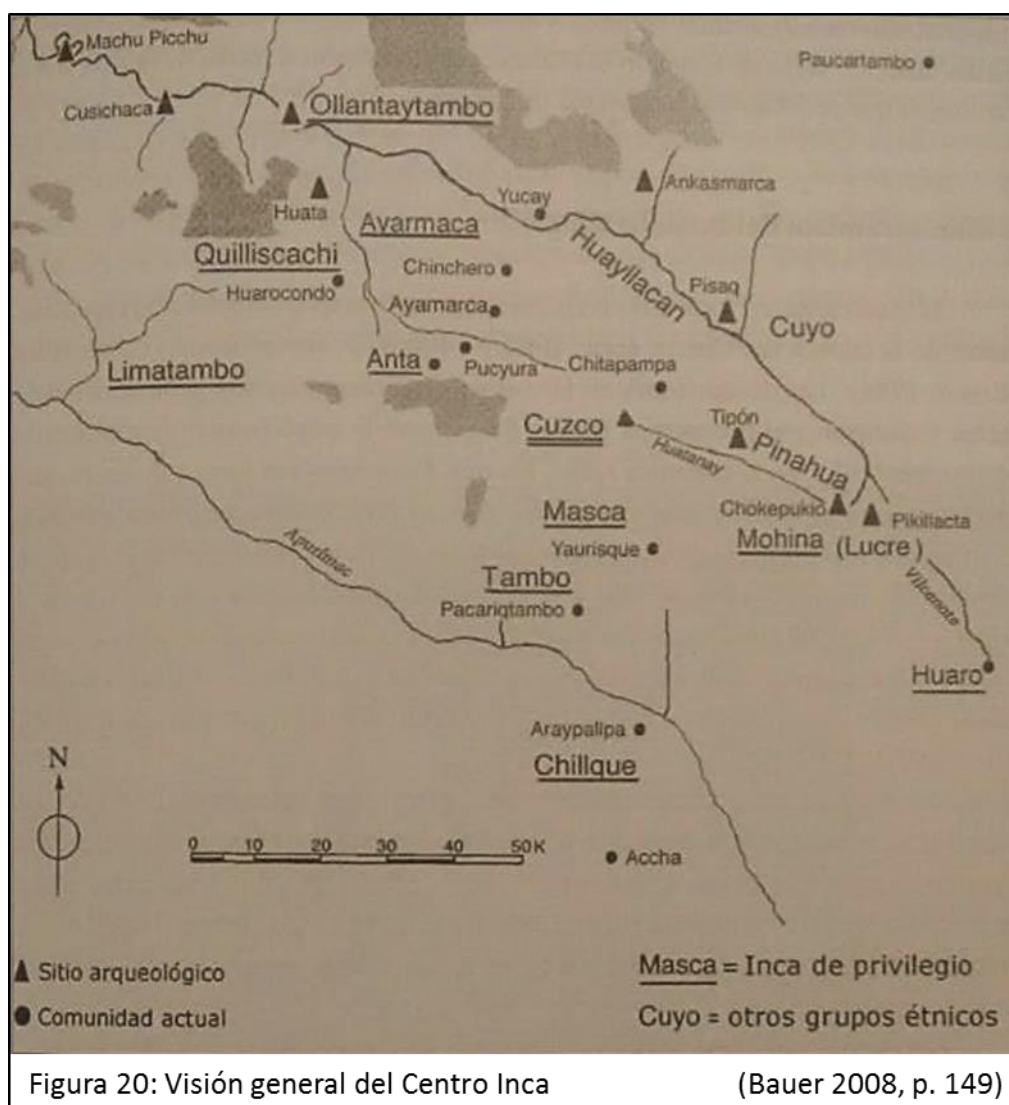 Machu Picchu
Paucartambo
Cusichaca
Ollantaytambo
Huata
Yucay
Ankasmarca
Avarmaca
Huayllacan
Quilliscachi
Chinchero
Huarocondo
Pisaq
Ayamarca
Cuyo
Limatambo
Anta
Pucyura
Chitapampa
Cuzco
Tipón
Huatanay
Pinahua
Masca
Chokepukio
Pikillacta
Yaurisque
Mohina (Lucre)
Apurímac
Tambo
Vilcanota
Pacariqtambo
Huaro
Araypallpa
Chillque
N
0 10 20 30 40 50K
Accha
Sitio arqueológico
Masca = Inca de privilegio
Comunidad actual
Cuyo = otros grupos étnicos
Figura 20: Visión general del Centro Inca (Bauer 2008, p. 149)